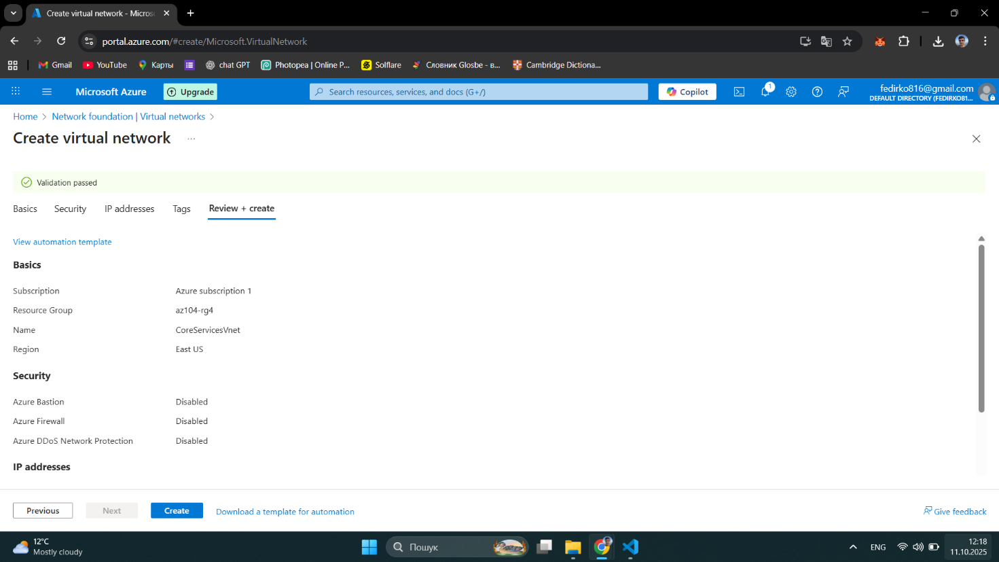 Create virtual network - Micros
portal.azure.com/#create/Microsoft.VirtualNetwork
Gmail
YouTube
Карты
chat GPT
Photopea | Online P...
Solflare
Словник Glosbe - в...
Cambridge Dictiona...
Microsoft Azure
Upgrade
Search resources, services, and docs (G+/)
Copilot
1
fedirko816@gmail.com
DEFAULT DIRECTORY (FEDIRKO81...
Home > Network foundation | Virtual networks >
Create virtual network ...
Validation passed
Basics Security IP addresses Tags Review + create
View automation template
Basics
Subscription Azure subscription 1
Resource Group az104-rg4
Name CoreServicesVnet
Region East US
Security
Azure Bastion Disabled
Azure Firewall Disabled
Azure DDoS Network Protection Disabled
IP addresses
Previous Next Create Download a template for automation Give feedback
12°C
Mostly cloudy
Пошук
ENG
12:18
11.10.2025